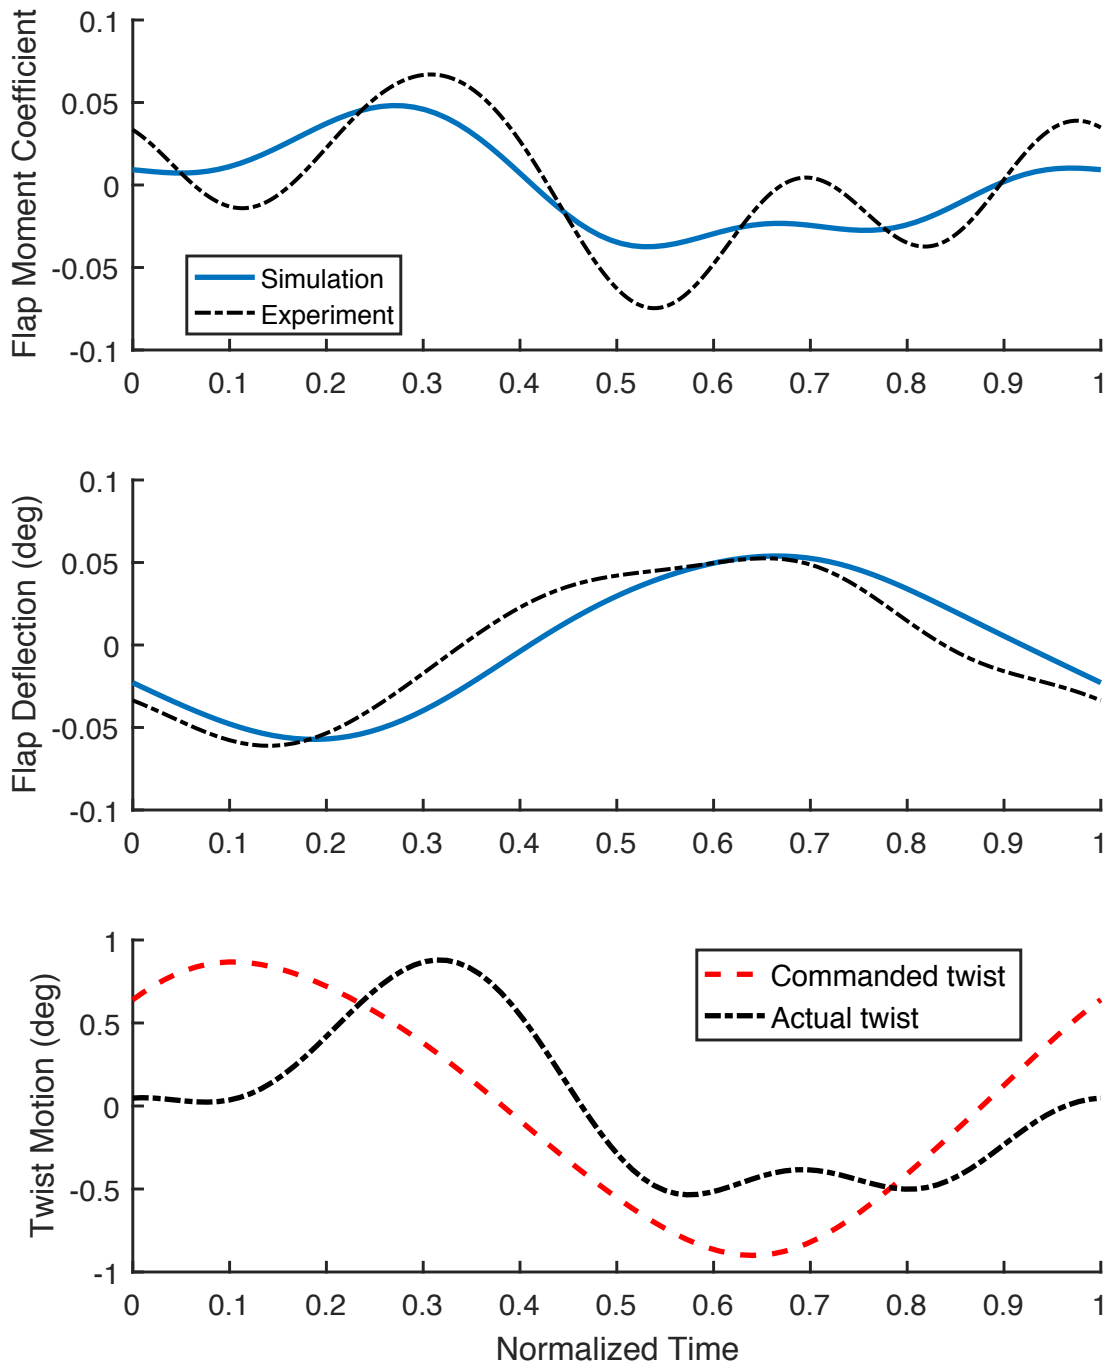 Flap Moment Coefficient
0.1
0.05
0
-0.05
-0.1
Simulation
Experiment
0 0.1 0.2 0.3 0.4 0.5 0.6 0.7 0.8 0.9 1
Flap Deflection (deg)
0.1
0.05
0
-0.05
-0.1
0 0.1 0.2 0.3 0.4 0.5 0.6 0.7 0.8 0.9 1
Twist Motion (deg)
1
0.5
0
-0.5
-1
Commanded twist
Actual twist
0 0.1 0.2 0.3 0.4 0.5 0.6 0.7 0.8 0.9 1
Normalized Time